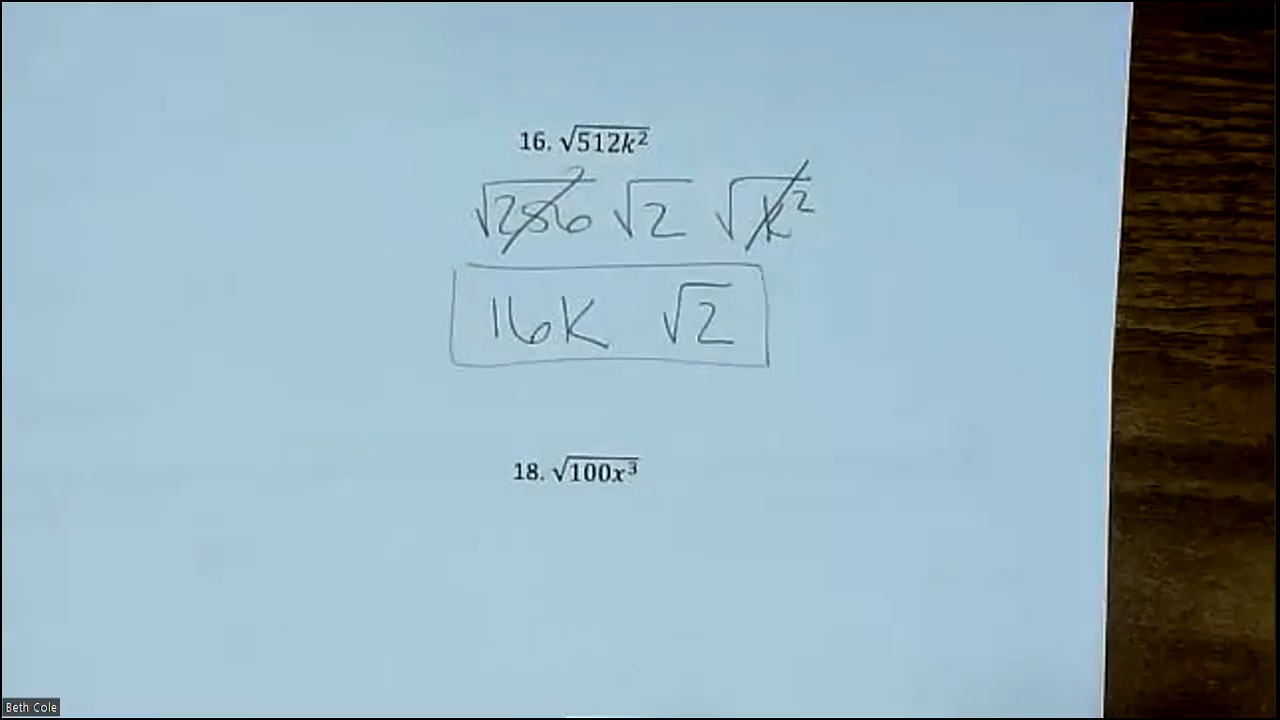 16. √512k²
√256 √2 √k²
16K √2
18. √100x³
Beth Cole